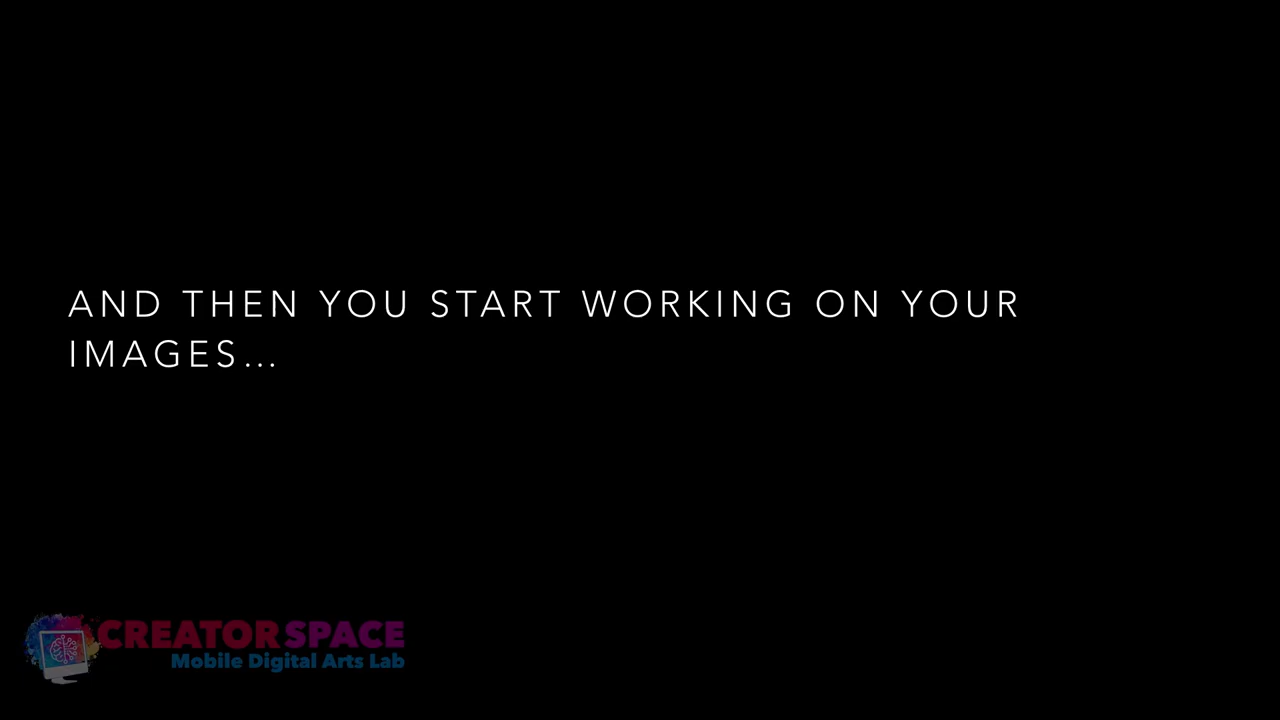 AND THEN YOU START WORKING ON YOUR
IMAGES...
CREATORSPACE
Mobile Digital Arts Lab